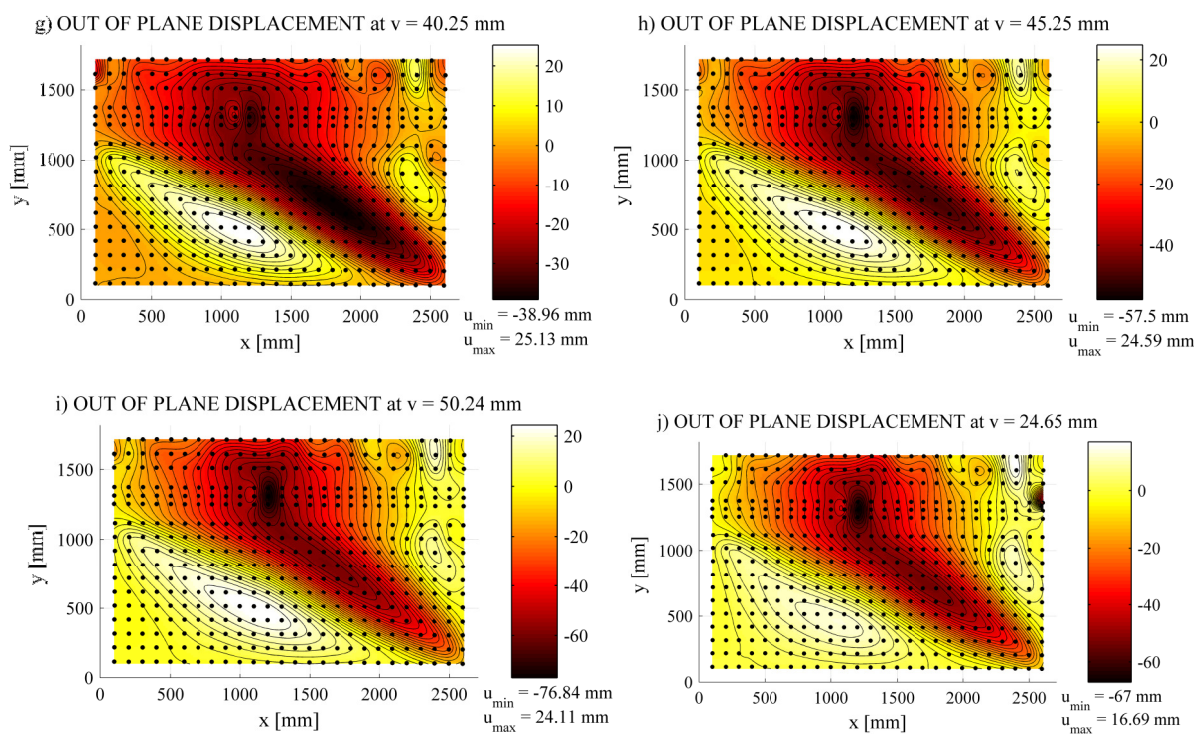 g) OUT OF PLANE DISPLACEMENT at v = 40.25 mm
1500
1000
500
0
y [mm]
0 500 1000 1500 2000 2500
x [mm]
20
10
0
-10
-20
-30
u_min = -38.96 mm
u_max = 25.13 mm
h) OUT OF PLANE DISPLACEMENT at v = 45.25 mm
1500
1000
500
0
y [mm]
0 500 1000 1500 2000 2500
x [mm]
20
0
-20
-40
u_min = -57.5 mm
u_max = 24.59 mm
i) OUT OF PLANE DISPLACEMENT at v = 50.24 mm
1500
1000
500
0
y [mm]
0 500 1000 1500 2000 2500
x [mm]
20
0
-20
-40
-60
u_min = -76.84 mm
u_max = 24.11 mm
j) OUT OF PLANE DISPLACEMENT at v = 24.65 mm
1500
1000
500
0
y [mm]
0 500 1000 1500 2000 2500
x [mm]
0
-20
-40
-60
u_min = -67 mm
u_max = 16.69 mm